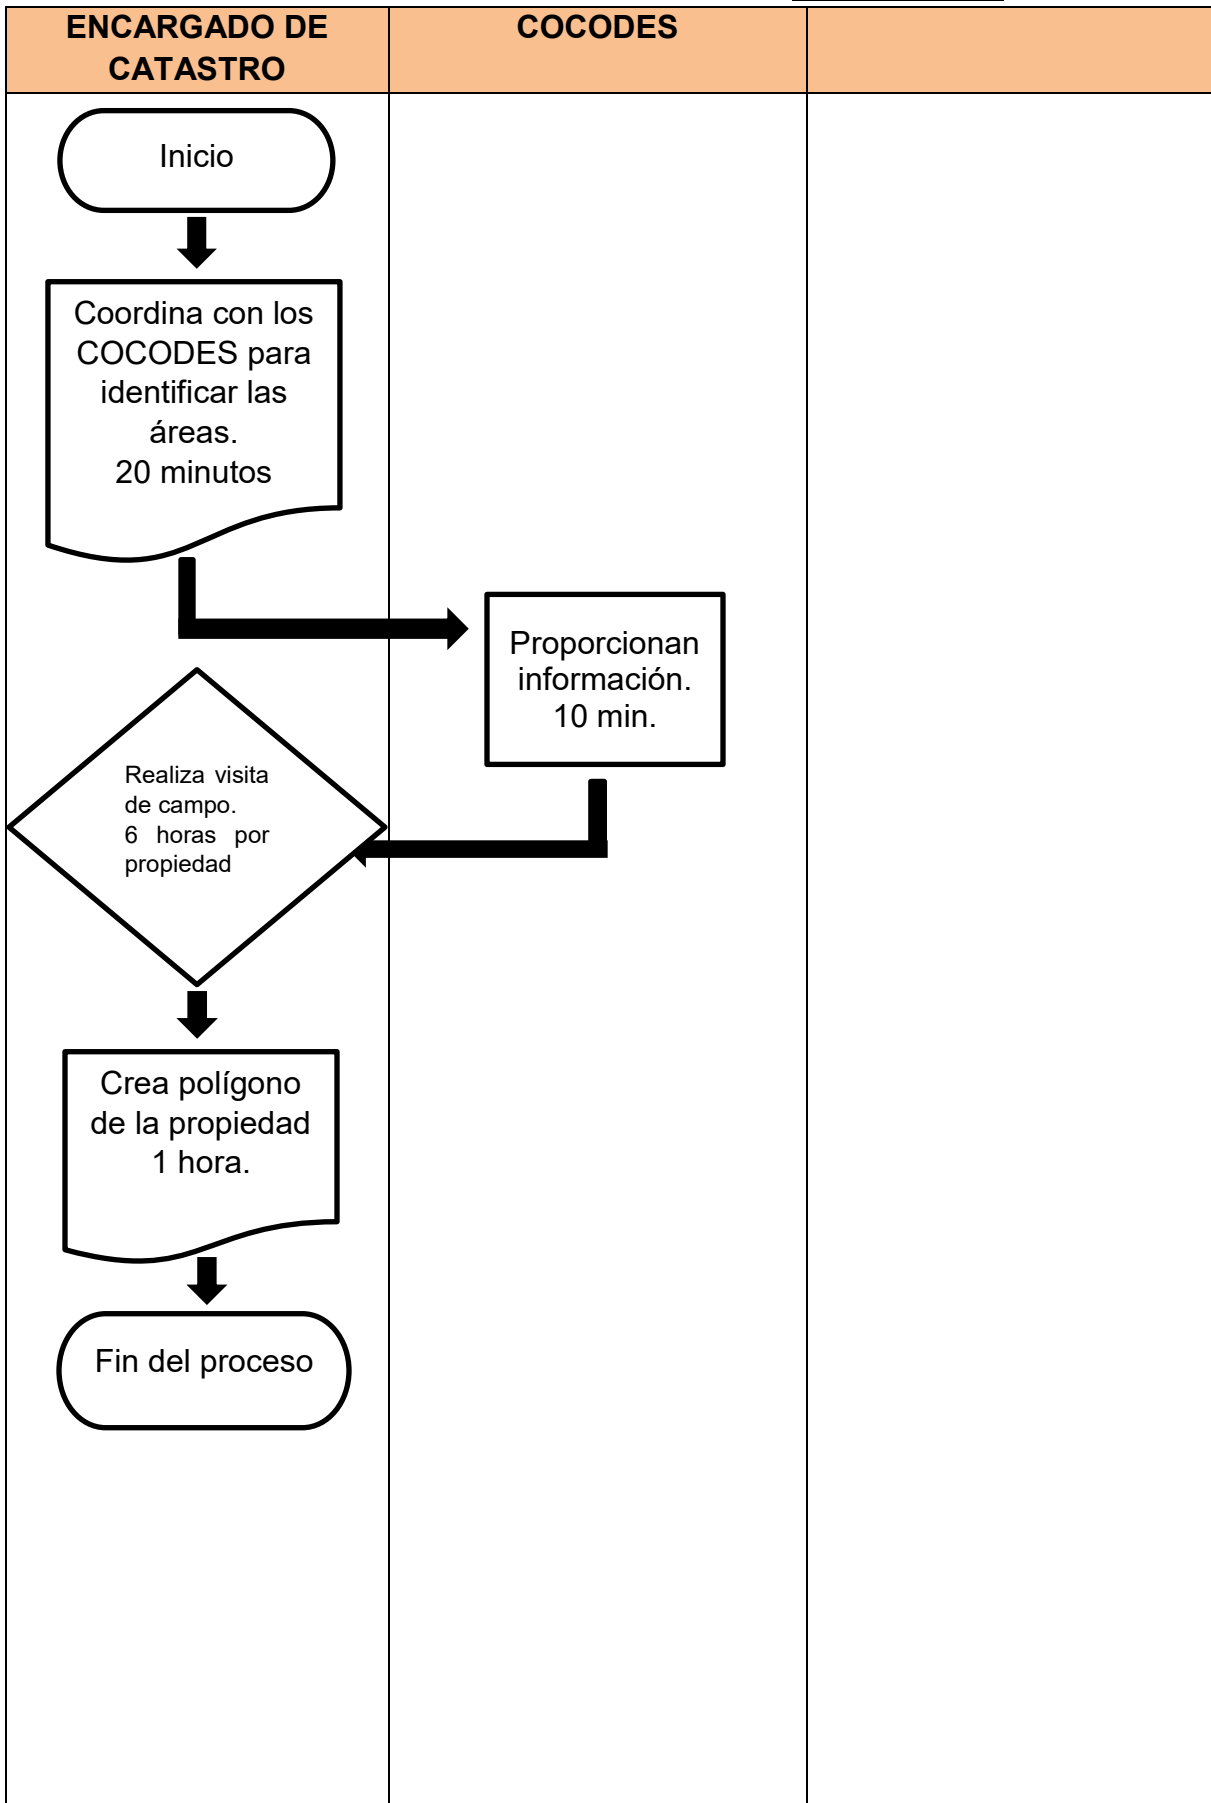 ENCARGADO DE
CATASTRO
COCODES
Inicio
Coordina con los
COCODES para
identificar las
áreas.
20 minutos
Proporcionan
información.
10 min.
Realiza visita
de campo.
6 horas por
propiedad
Crea polígono
de la propiedad
1 hora.
Fin del proceso